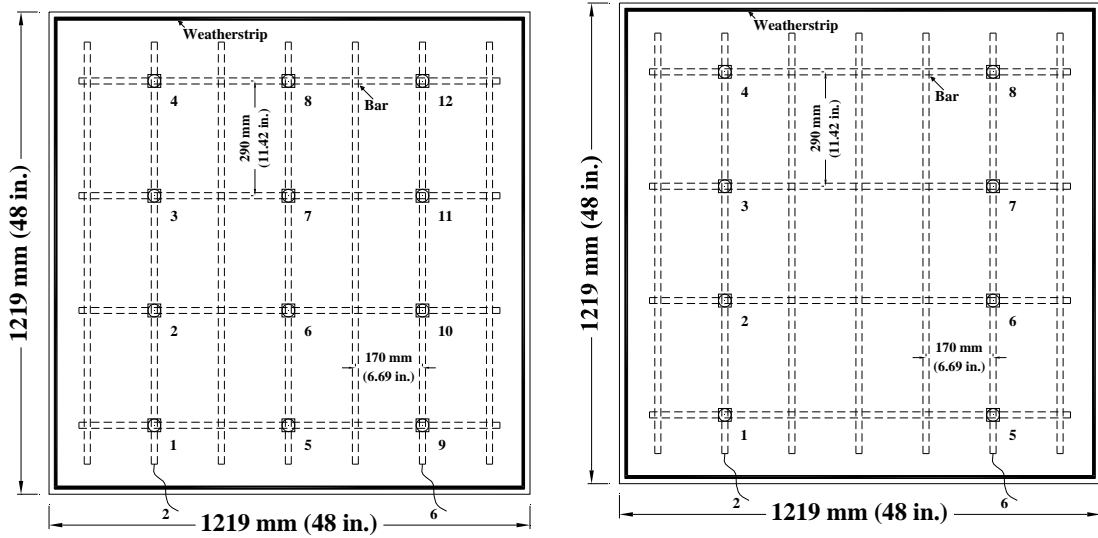 Weatherstrip
4
8
12
Bar
290 mm
(11.42 in.)
3
7
11
1219 mm (48 in.)
2
6
10
170 mm
(6.69 in.)
1
5
9
2
6
1219 mm (48 in.)
Weatherstrip
4
8
Bar
290 mm
(11.42 in.)
3
7
1219 mm (48 in.)
2
6
170 mm
(6.69 in.)
1
5
2
6
1219 mm (48 in.)